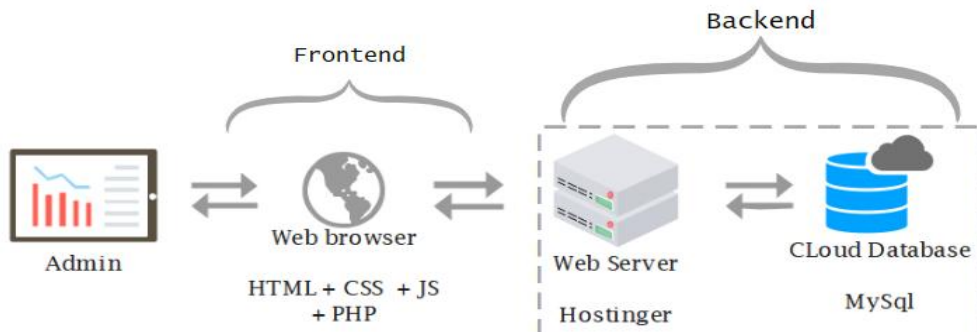 Backend
Frontend
Admin
Web browser
HTML + CSS + JS
+ PHP
Web Server
Hostinger
CLoud Database
MySql